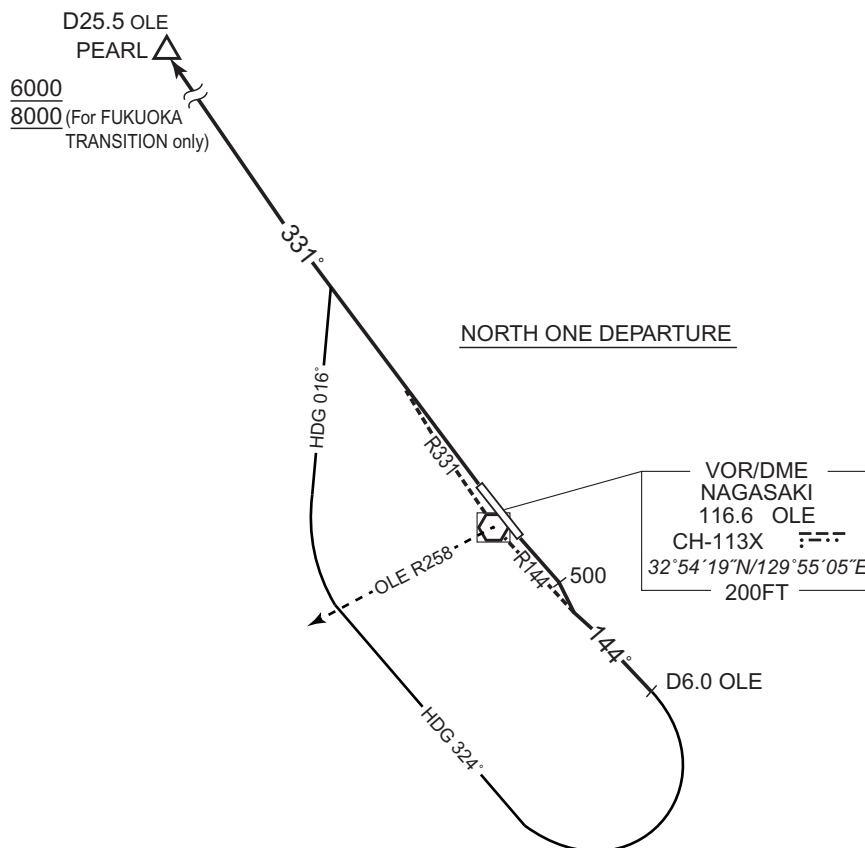 D25.5 OLE
PEARL
6000
8000 (For FUKUOKA
TRANSITION only)
331°
NORTH ONE DEPARTURE
HDG 016°
R331
VOR/DME
NAGASAKI
116.6 OLE
CH-113X
32°54´19˝N/129°55´05˝E
200FT
OLE R258
R144
500
144°
D6.0 OLE
HDG 324°